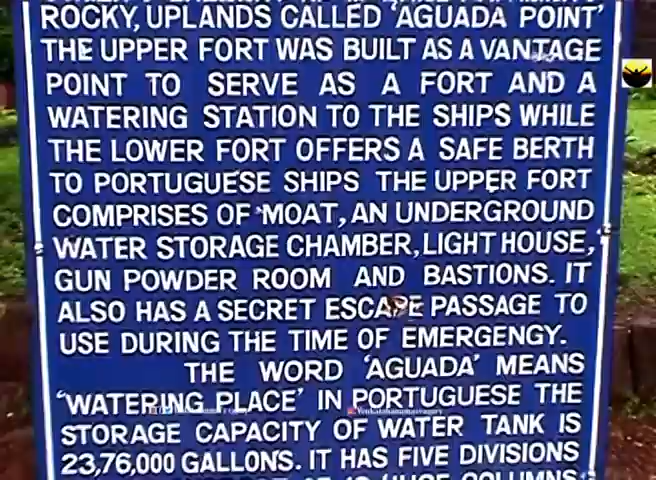 ROCKY, UPLANDS CALLED 'AGUADA POINT'
THE UPPER FORT WAS BUILT AS A VANTAGE
POINT TO SERVE AS A FORT AND A
WATERING STATION TO THE SHIPS WHILE
THE LOWER FORT OFFERS A SAFE BERTH
TO PORTUGUESE SHIPS THE UPPER FORT
COMPRISES OF MOAT, AN UNDERGROUND
WATER STORAGE CHAMBER, LIGHT HOUSE,
GUN POWDER ROOM AND BASTIONS. IT
ALSO HAS A SECRET ESCAPE PASSAGE TO
USE DURING THE TIME OF EMERGENGY.
THE WORD 'AGUADA' MEANS
'WATERING PLACE' IN PORTUGUESE THE
STORAGE CAPACITY OF WATER TANK IS
23,76,000 GALLONS. IT HAS FIVE DIVISIONS
HUGE COLUMNS